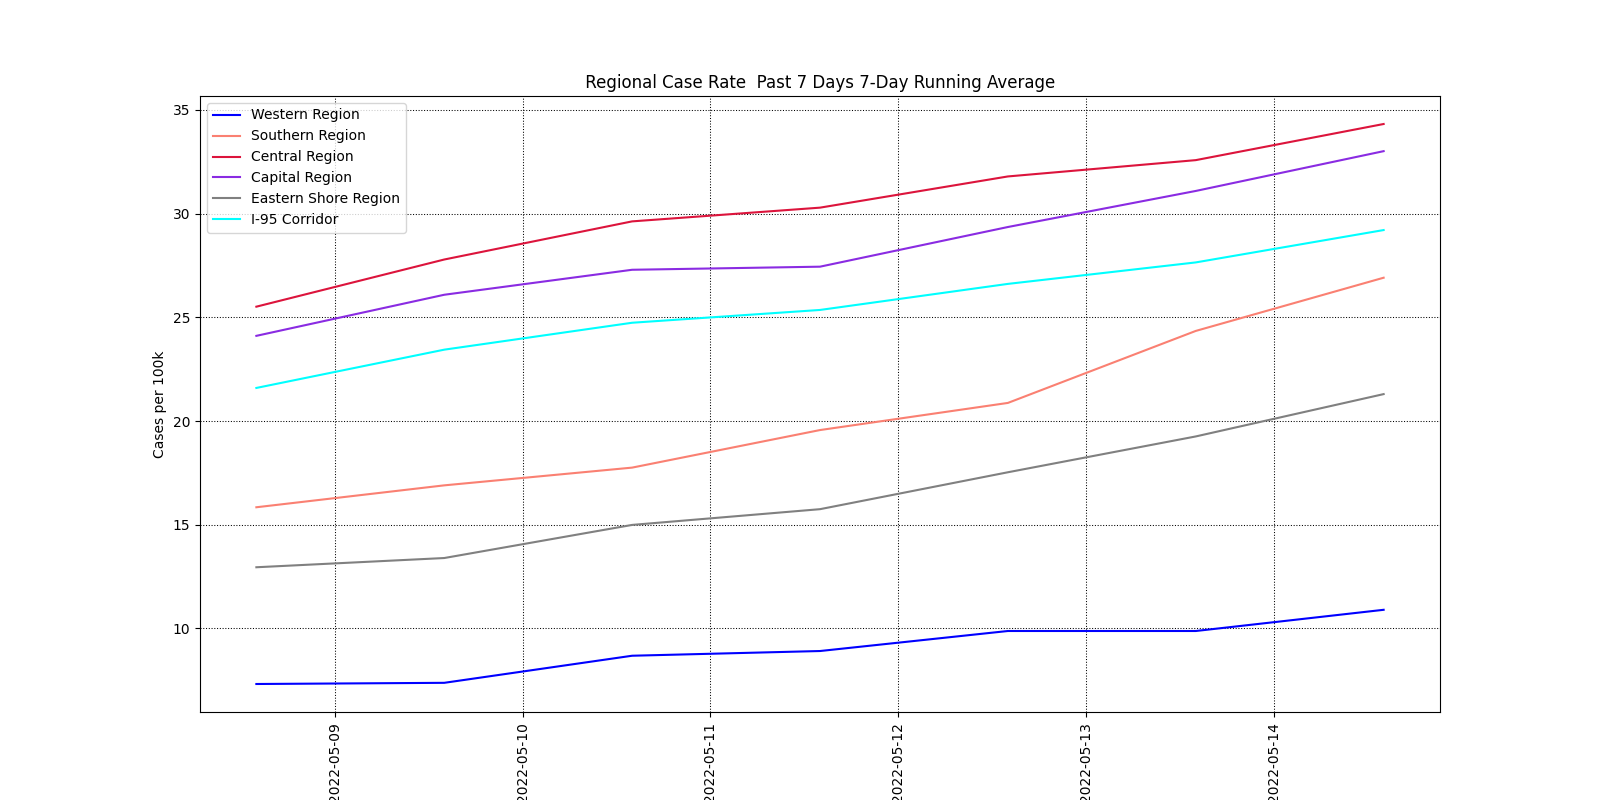 Regional Case Rate  Past 7 Days 7-Day Running Average
Western Region
Southern Region
Central Region
Capital Region
Eastern Shore Region
I-95 Corridor
Cases per 100k
35
30
25
20
15
10
2022-05-09
2022-05-10
2022-05-11
2022-05-12
2022-05-13
2022-05-14